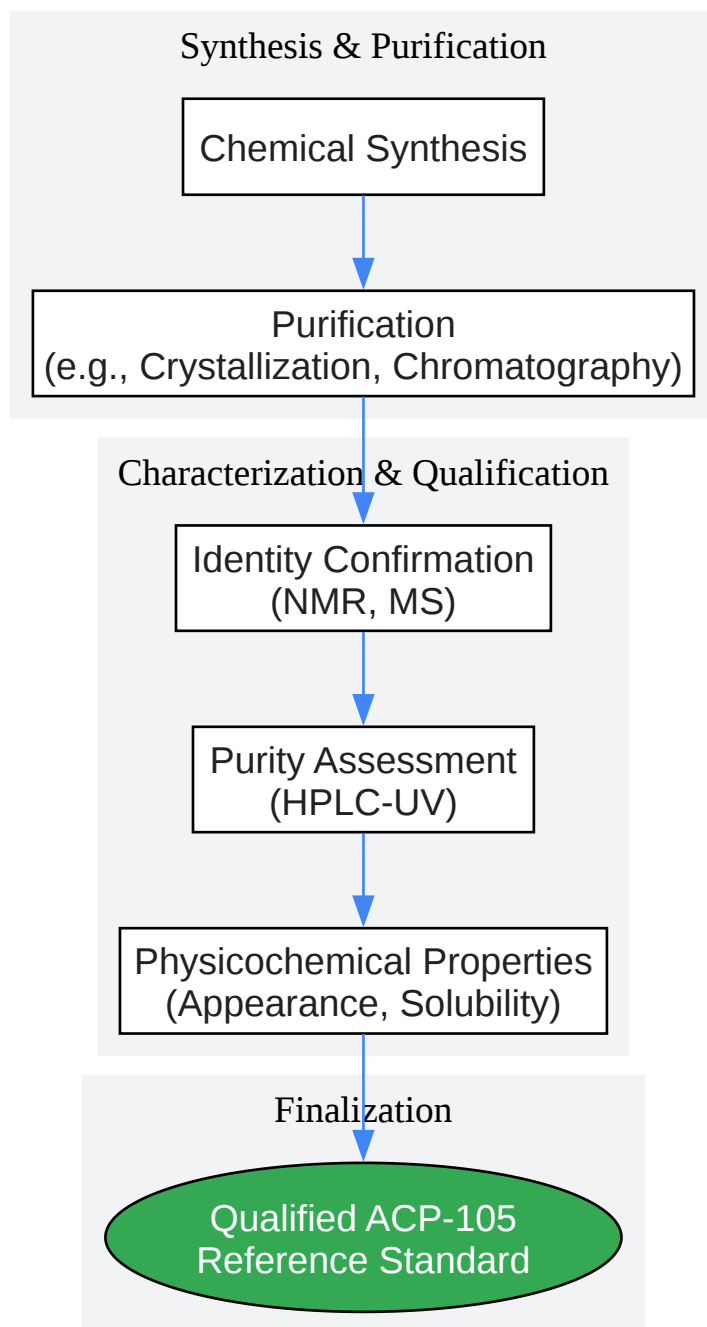 Synthesis & Purification
Chemical Synthesis
Purification
(e.g., Crystallization, Chromatography)
Characterization & Qualification
Identity Confirmation
(NMR, MS)
Purity Assessment
(HPLC-UV)
Physicochemical Properties
(Appearance, Solubility)
Finalization
Qualified ACP-105
Reference Standard